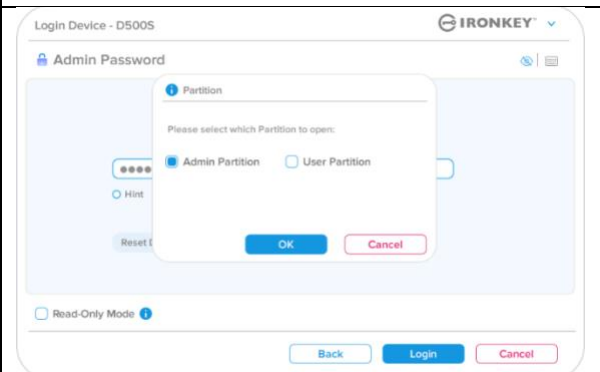 Login Device - D500S
IRONKEY
Admin Password
Partition
Please select which Partition to open:
Admin Partition User Partition
Hint
Reset
OK Cancel
Read-Only Mode
Back Login Cancel